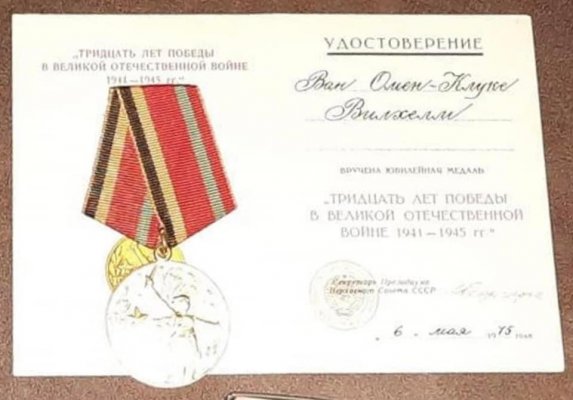 „ТРИДЦАТЬ ЛЕТ ПОБЕДЫ
В ВЕЛИКОЙ ОТЕЧЕСТВЕННОЙ ВОЙНЕ
1941—1945 гг.“
УДОСТОВЕРЕНИЕ
Ван Омен-Клуке
Вилхелм
ВРУЧЕНА ЮБИЛЕЙНАЯ МЕДАЛЬ
„ТРИДЦАТЬ ЛЕТ ПОБЕДЫ
В ВЕЛИКОЙ ОТЕЧЕСТВЕННОЙ
ВОЙНЕ 1941—1945 гг.“
Секретарь Президиума
Верховного Совета СССР
„6“ мая 1975 года